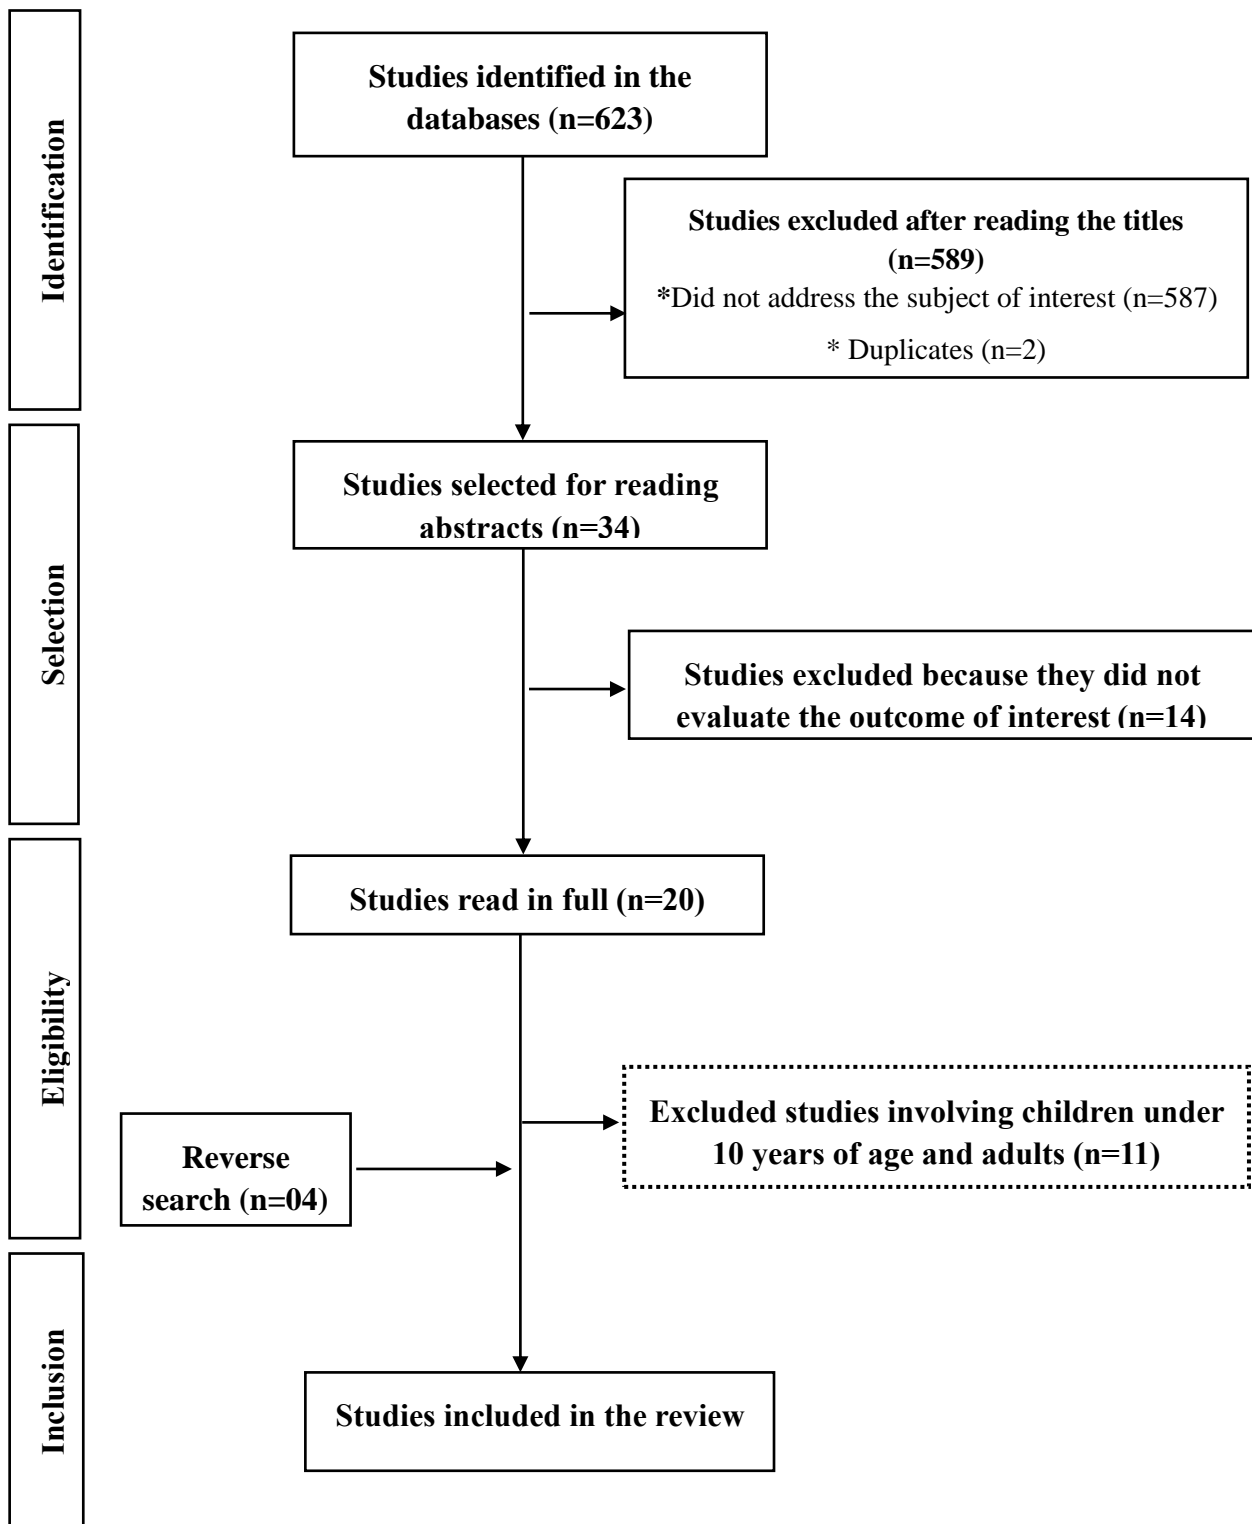 Identification
Studies identified in the
databases (n=623)
Studies excluded after reading the titles
(n=589)
*Did not address the subject of interest (n=587)
* Duplicates (n=2)
Selection
Studies selected for reading
abstracts (n=34)
Studies excluded because they did not
evaluate the outcome of interest (n=14)
Eligibility
Studies read in full (n=20)
Excluded studies involving children under
10 years of age and adults (n=11)
Reverse
search (n=04)
Inclusion
Studies included in the review